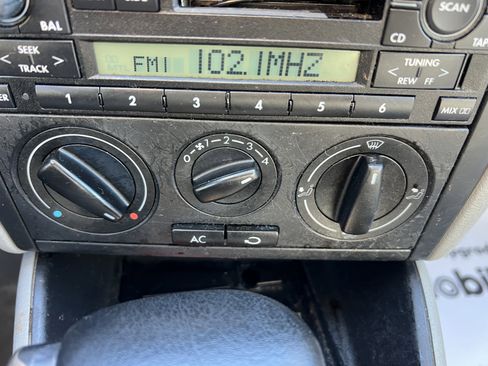 BAL
SCAN
CD
TAPE
SEEK
TRACK
FM1 102.1MHZ
TUNING
REW FF
1 2 3 4 5 6
MIX
0 1 2 3 4
AC